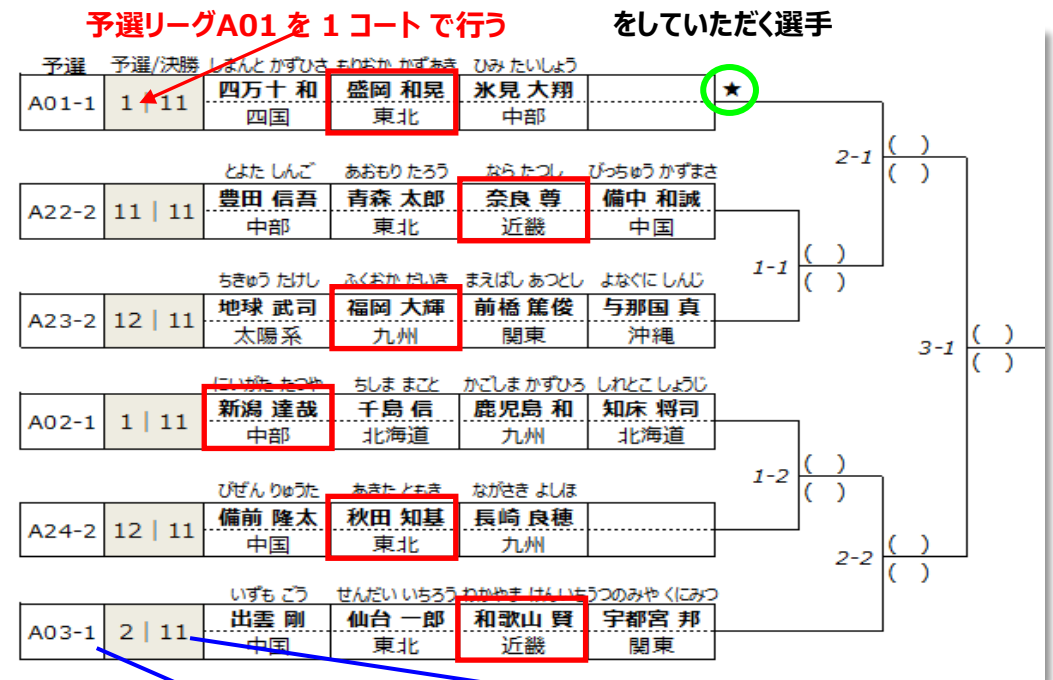 予選リーグA01 を 1 コート で行う をしていただく選手
予選 予選/決勝 しまんと かずひさ もりおか かずあき ひみ たいしょう
A01-1 1 | 11 四万十 和 盛岡 和晃 氷見 大翔 ★
四国 東北 中部
2-1 ( )
( )
とよた しんご あおもり たろう なら たつし びっちゅう かずまさ
A22-2 11 | 11 豊田 信吾 青森 太郎 奈良 尊 備中 和誠
中部 東北 近畿 中国
1-1 ( )
( )
ちきゅう たけし ふくおか だいき まえばし あつとし よなぐに しんじ
A23-2 12 | 11 地球 武司 福岡 大輝 前橋 篤俊 与那国 真
太陽系 九州 関東 沖縄
3-1 ( )
( )
にいがた たつや ちしま まこと かごしま かずひろ しれとこ しょうじ
A02-1 1 | 11 新潟 達哉 千島 信 鹿児島 和 知床 将司
中部 北海道 九州 北海道
1-2 ( )
( )
びぜん りゅうた あきた ともき ながさき よしほ
A24-2 12 | 11 備前 隆太 秋田 知基 長崎 良穂
中国 東北 九州
2-2 ( )
( )
いずも ごう せんだい いちろう わかやま けんいち うつのみや くにみつ
A03-1 2 | 11 出雲 剛 仙台 一郎 和歌山 賢 宇都宮 邦
中国 東北 近畿 関東